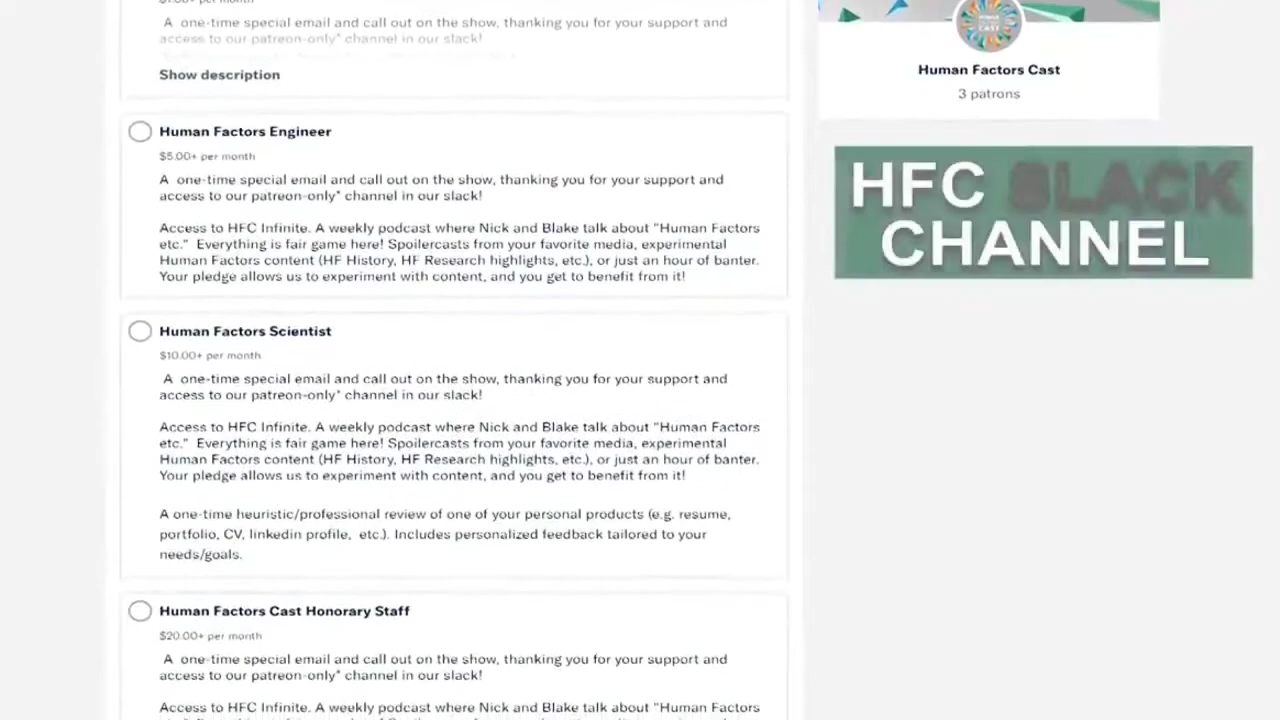 A one-time special email and call out on the show, thanking you for your support and
access to our patreon-only* channel in our slack!
Show description
Human Factors Engineer
$5.00+ per month
A one-time special email and call out on the show, thanking you for your support and
access to our patreon-only* channel in our slack!
Access to HFC Infinite. A weekly podcast where Nick and Blake talk about "Human Factors
etc." Everything is fair game here! Spoilercasts from your favorite media, experimental
Human Factors content (HF History, HF Research highlights, etc.), or just an hour of banter.
Your pledge allows us to experiment with content, and you get to benefit from it!
Human Factors Scientist
$10.00+ per month
A one-time special email and call out on the show, thanking you for your support and
access to our patreon-only* channel in our slack!
Access to HFC Infinite. A weekly podcast where Nick and Blake talk about "Human Factors
etc." Everything is fair game here! Spoilercasts from your favorite media, experimental
Human Factors content (HF History, HF Research highlights, etc.), or just an hour of banter.
Your pledge allows us to experiment with content, and you get to benefit from it!
A one-time heuristic/professional review of one of your personal products (e.g. resume,
portfolio, CV, linkedin profile, etc.). Includes personalized feedback tailored to your
needs/goals.
Human Factors Cast Honorary Staff
$20.00+ per month
A one-time special email and call out on the show, thanking you for your support and
access to our patreon-only* channel in our slack!
Access to HFC Infinite. A weekly podcast where Nick and Blake talk about "Human Factors
Human Factors Cast
3 patrons
HFC SLACK
CHANNEL